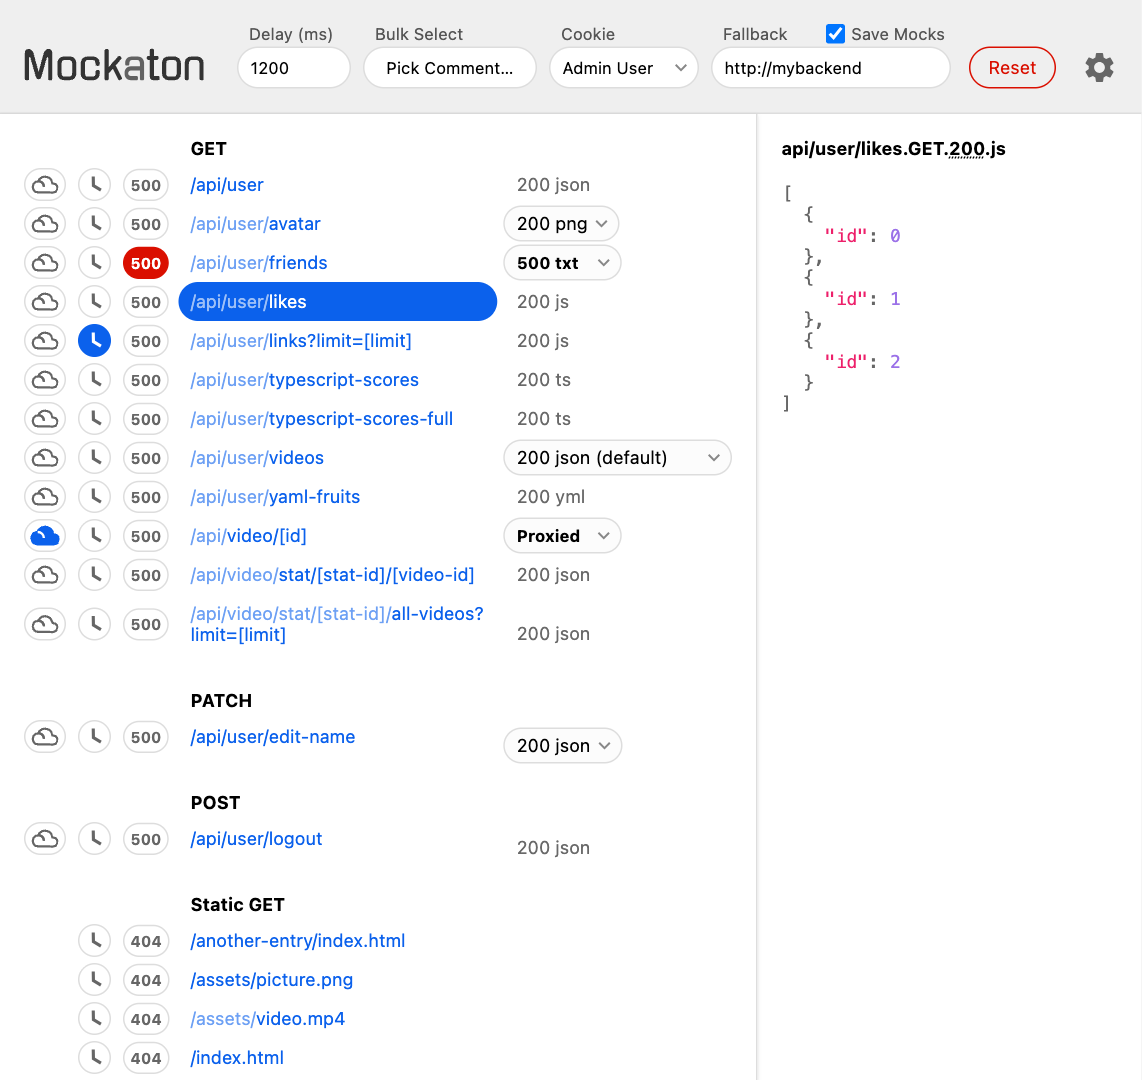 Mockaton
Delay (ms)
1200
Bulk Select
Pick Comment...
Cookie
Admin User
Fallback
Save Mocks
http://mybackend
Reset
GET
500 /api/user 200 json
500 /api/user/avatar 200 png
500 /api/user/friends 500 txt
500 /api/user/likes 200 js
500 /api/user/links?limit=[limit] 200 js
500 /api/user/typescript-scores 200 ts
500 /api/user/typescript-scores-full 200 ts
500 /api/user/videos 200 json (default)
500 /api/user/yaml-fruits 200 yml
500 /api/video/[id] Proxied
500 /api/video/stat/[stat-id]/[video-id] 200 json
500 /api/video/stat/[stat-id]/all-videos?
limit=[limit] 200 json
PATCH
500 /api/user/edit-name 200 json
POST
500 /api/user/logout 200 json
Static GET
404 /another-entry/index.html
404 /assets/picture.png
404 /assets/video.mp4
404 /index.html
api/user/likes.GET.200.js
[
{
"id": 0
},
{
"id": 1
},
{
"id": 2
}
]